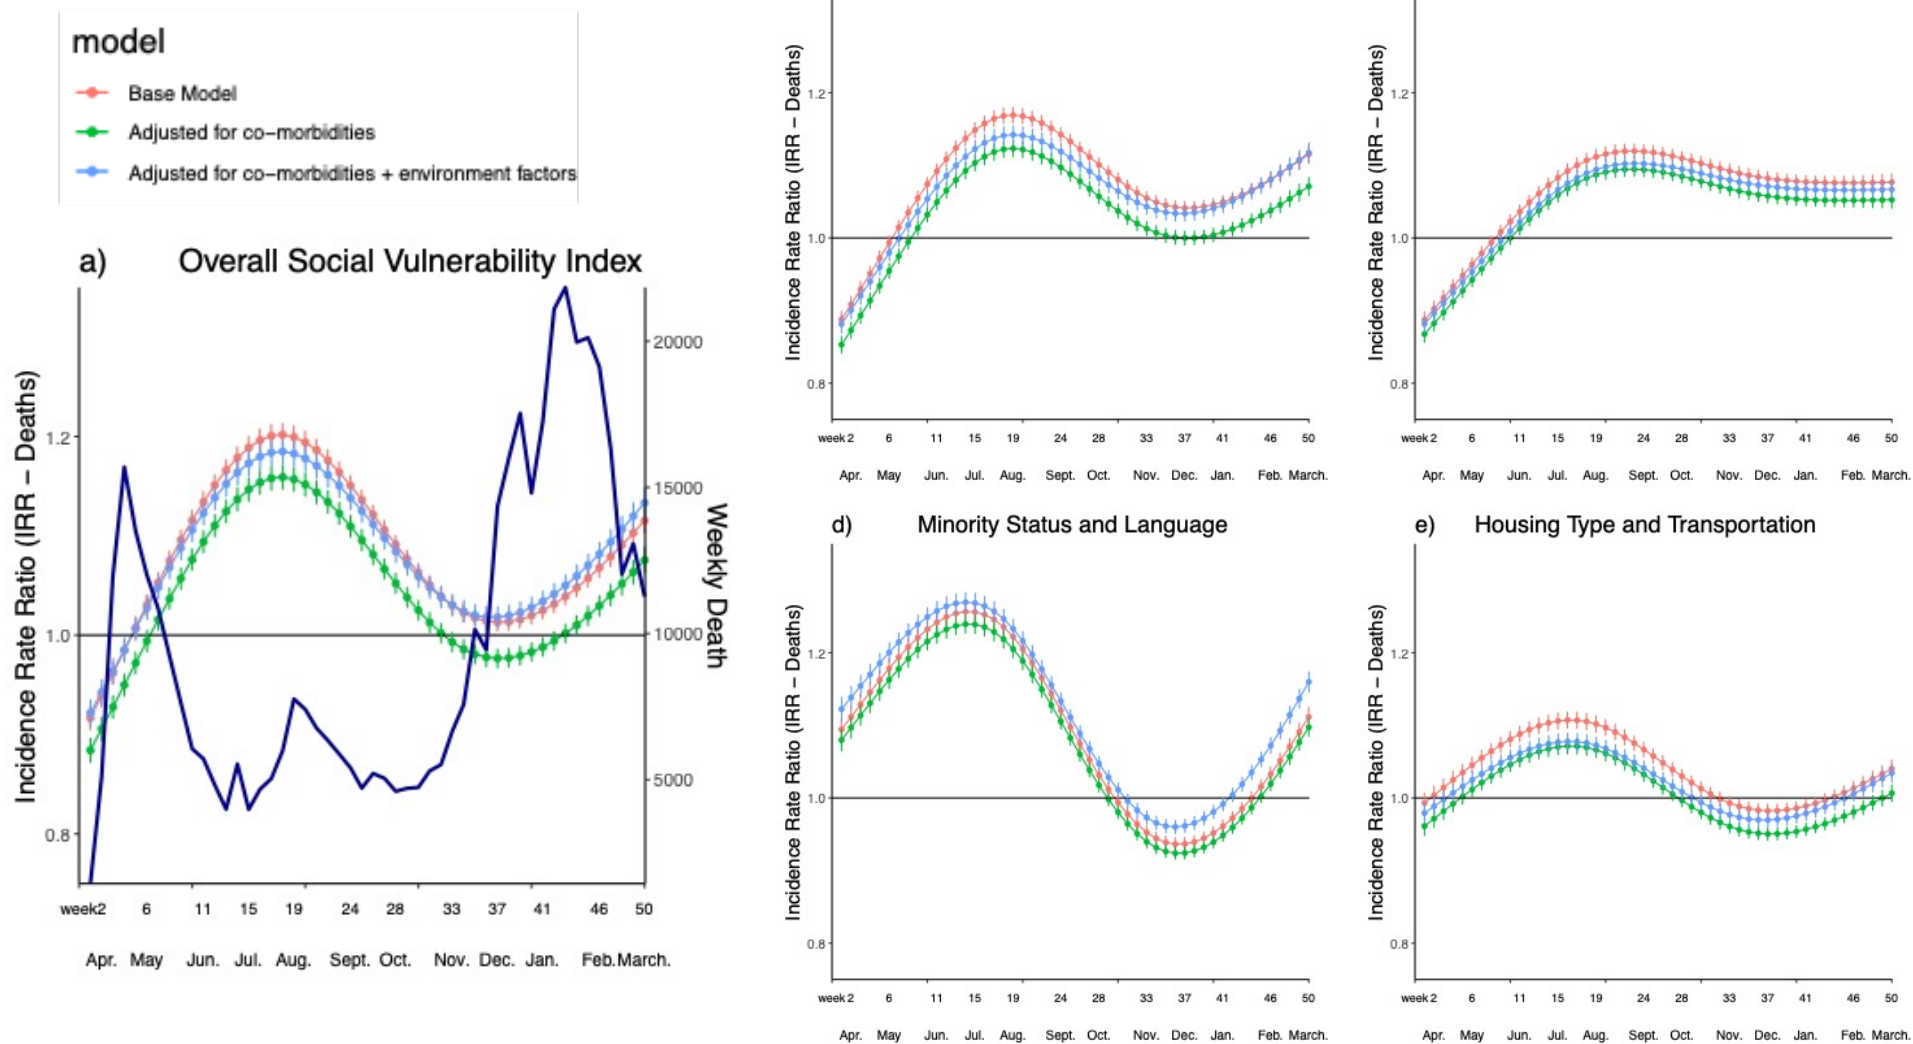 model
Base Model
Adjusted for co-morbidities
Adjusted for co-morbidities + environment factors
a) Overall Social Vulnerability Index
Incidence Rate Ratio (IRR – Deaths)
1.2
1.0
0.8
20000
15000
10000
5000
Weekly Death
week2 6 11 15 19 24 28 33 37 41 46 50
Apr. May Jun. Jul. Aug. Sept. Oct. Nov. Dec. Jan. Feb. March.
Incidence Rate Ratio (IRR – Deaths)
1.2
1.0
0.8
week 2 6 11 15 19 24 28 33 37 41 46 50
Apr. May Jun. Jul. Aug. Sept. Oct. Nov. Dec. Jan. Feb. March.
Incidence Rate Ratio (IRR – Deaths)
1.2
1.0
0.8
week 2 6 11 15 19 24 28 33 37 41 46 50
Apr. May Jun. Jul. Aug. Sept. Oct. Nov. Dec. Jan. Feb. March.
d) Minority Status and Language
Incidence Rate Ratio (IRR – Deaths)
1.2
1.0
0.8
week 2 6 11 15 19 24 28 33 37 41 46 50
Apr. May Jun. Jul. Aug. Sept. Oct. Nov. Dec. Jan. Feb. March.
e) Housing Type and Transportation
Incidence Rate Ratio (IRR – Deaths)
1.2
1.0
0.8
week 2 6 11 15 19 24 28 33 37 41 46 50
Apr. May Jun. Jul. Aug. Sept. Oct. Nov. Dec. Jan. Feb. March.